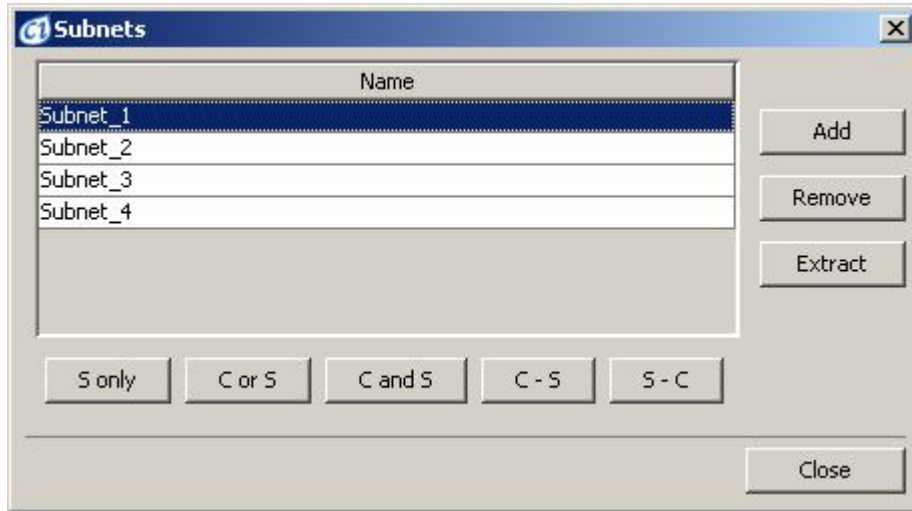 Subnets
Name
Subnet_1
Subnet_2
Subnet_3
Subnet_4
Add
Remove
Extract
S only C or S C and S C - S S - C
Close